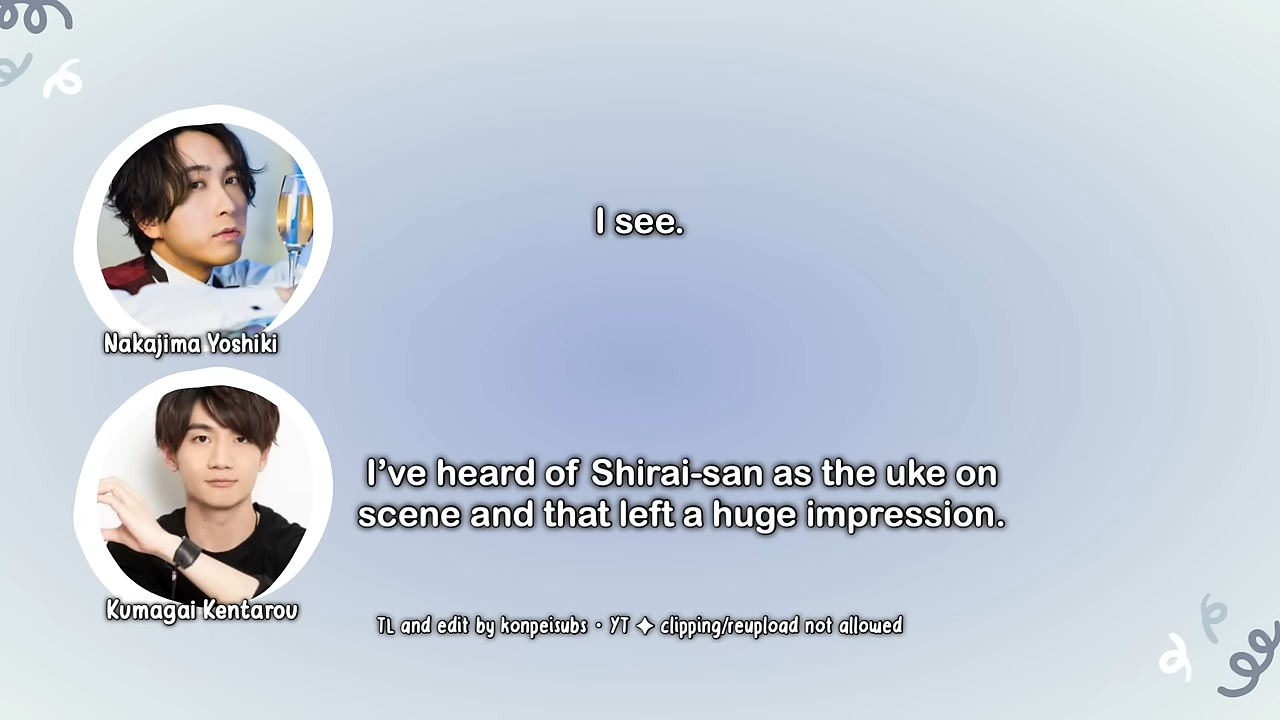 I see.
Nakajima Yoshiki
I’ve heard of Shirai-san as the uke on
scene and that left a huge impression.
Kumagai Kentarou
TL and edit by konpeisubs • YT ✦ clipping/reupload not allowed